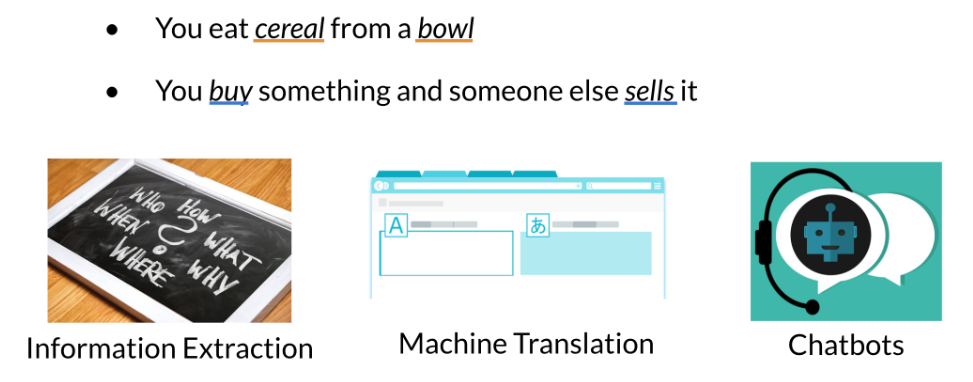 • You eat cereal from a bowl
• You buy something and someone else sells it
WHO HOW
WHEN ? WHAT
WHERE WHY
A
あ
Information Extraction
Machine Translation
Chatbots